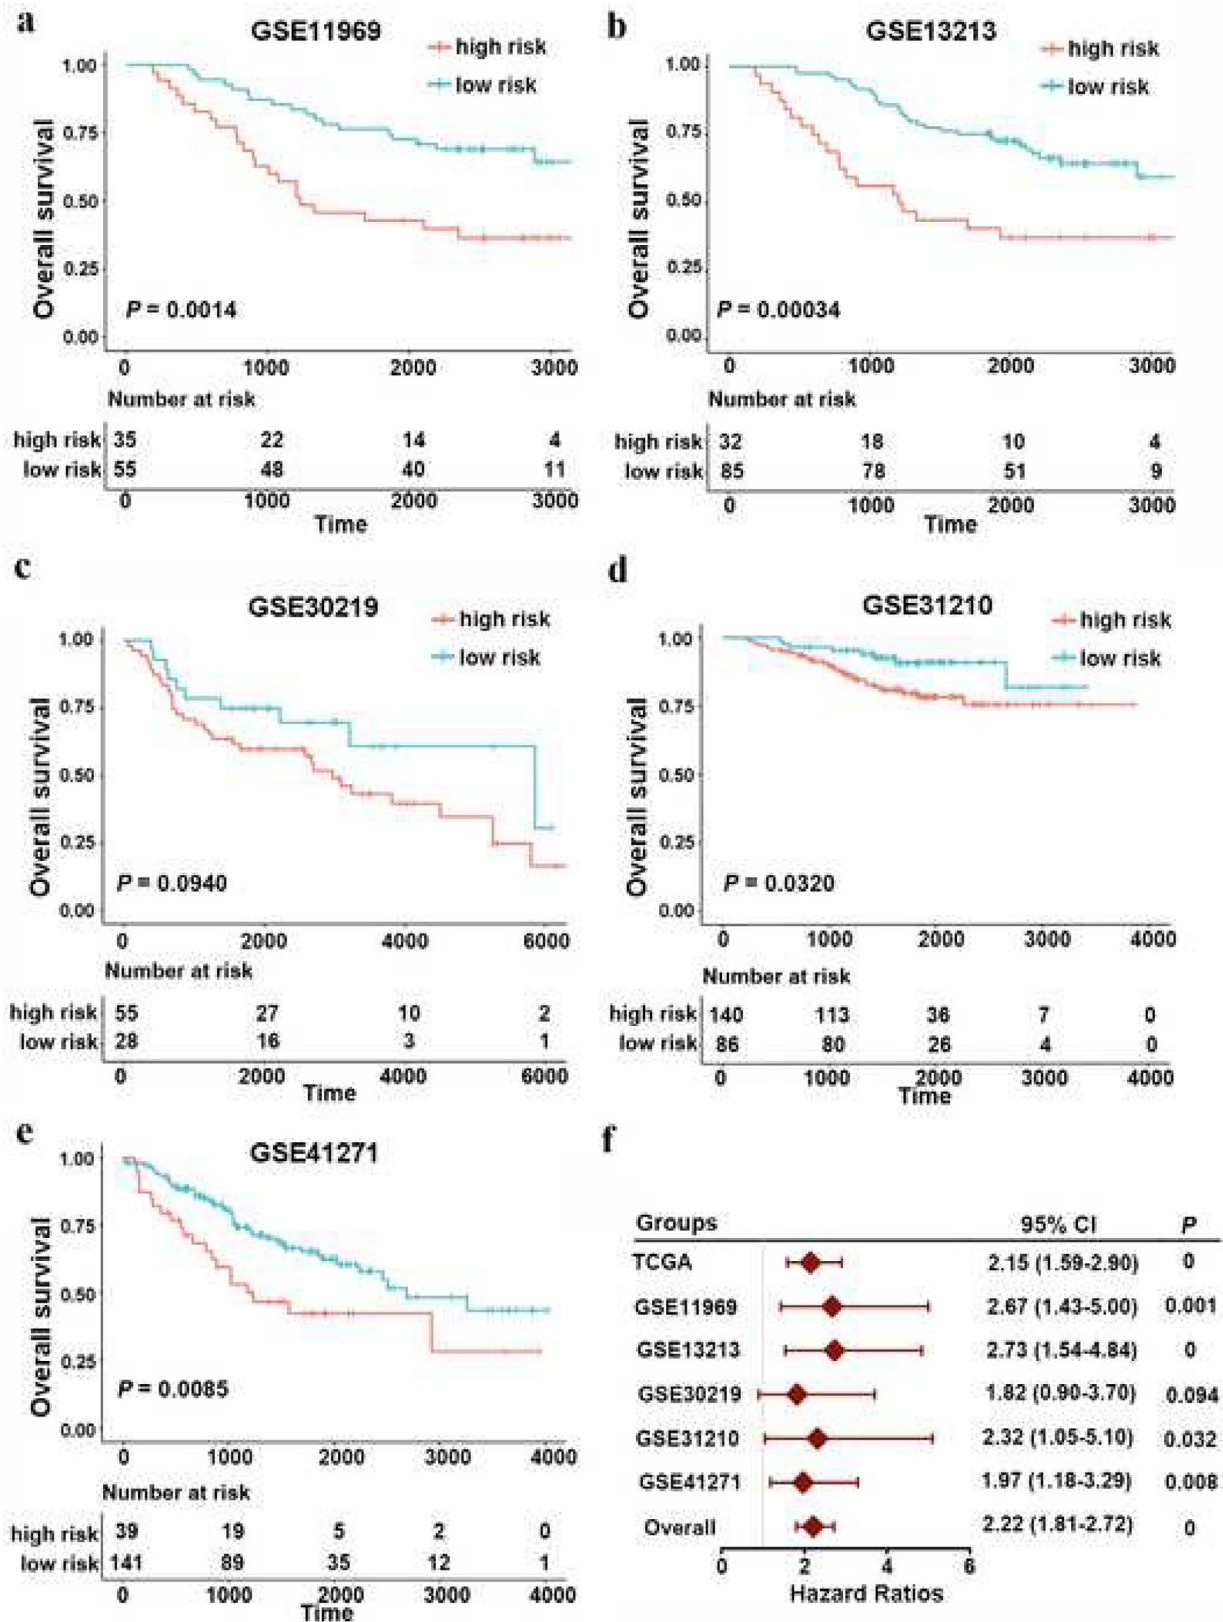 a
GSE11969
high risk
low risk
Overall survival
1.00
0.75
0.50
0.25
0.00
P = 0.0014
0 1000 2000 3000
Number at risk
high risk 35 22 14 4
low risk 55 48 40 11
0 1000 2000 3000
Time
b
GSE13213
high risk
low risk
Overall survival
1.00
0.75
0.50
0.25
0.00
P = 0.00034
0 1000 2000 3000
Number at risk
high risk 32 18 10 4
low risk 85 78 51 9
0 1000 2000 3000
Time
c
GSE30219
high risk
low risk
Overall survival
1.00
0.75
0.50
0.25
0.00
P = 0.0940
0 2000 4000 6000
Number at risk
high risk 55 27 10 2
low risk 28 16 3 1
0 2000 4000 6000
Time
d
GSE31210
high risk
low risk
Overall survival
1.00
0.75
0.50
0.25
0.00
P = 0.0320
0 1000 2000 3000 4000
Number at risk
high risk 140 113 36 7 0
low risk 86 80 26 4 0
0 1000 2000 3000 4000
Time
e
GSE41271
Overall survival
1.00
0.75
0.50
0.25
0.00
P = 0.0085
0 1000 2000 3000 4000
Number at risk
high risk 39 19 5 2 0
low risk 141 89 35 12 1
0 1000 2000 3000 4000
Time
f
Groups 95% CI P
TCGA 2.15 (1.59-2.90) 0
GSE11969 2.67 (1.43-5.00) 0.001
GSE13213 2.73 (1.54-4.84) 0
GSE30219 1.82 (0.90-3.70) 0.094
GSE31210 2.32 (1.05-5.10) 0.032
GSE41271 1.97 (1.18-3.29) 0.008
Overall 2.22 (1.81-2.72) 0
0 2 4 6
Hazard Ratios